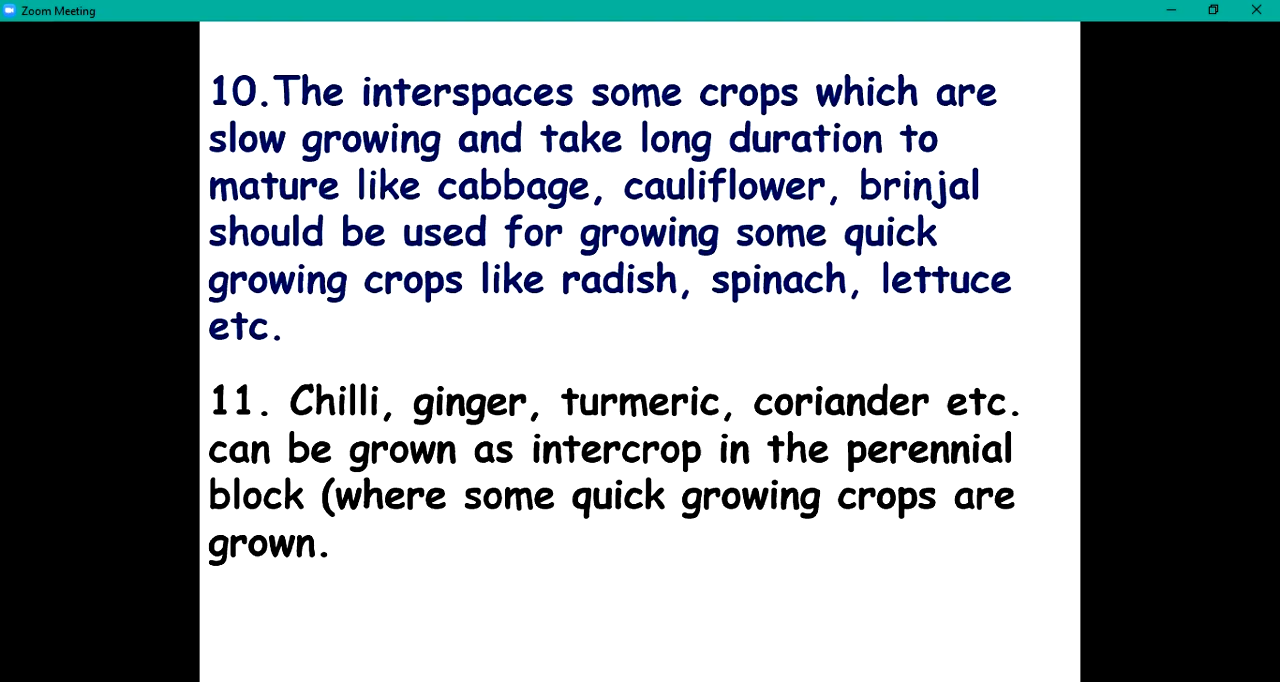 Zoom Meeting
10.The interspaces some crops which are
slow growing and take long duration to
mature like cabbage, cauliflower, brinjal
should be used for growing some quick
growing crops like radish, spinach, lettuce
etc.
11. Chilli, ginger, turmeric, coriander etc.
can be grown as intercrop in the perennial
block (where some quick growing crops are
grown.